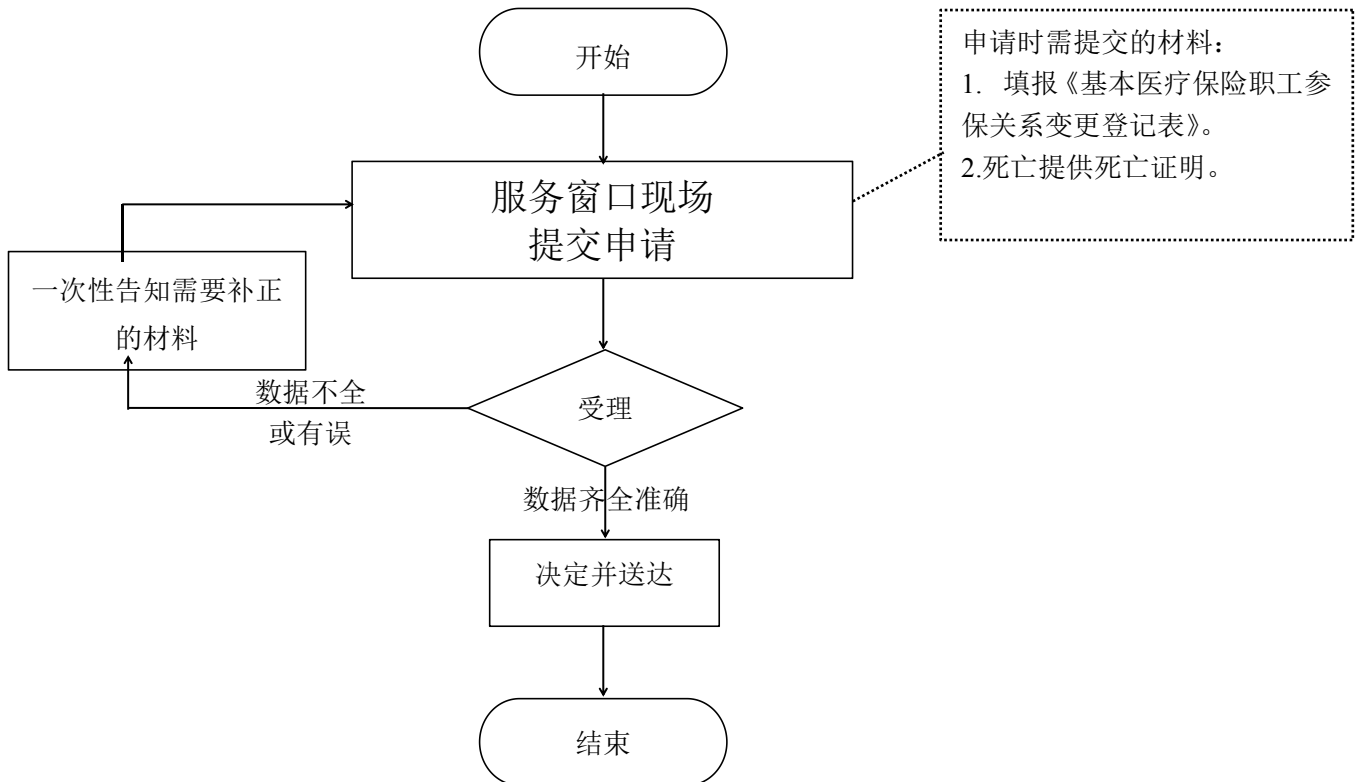 开始
申请时需提交的材料：
1. 填报《基本医疗保险职工参
保关系变更登记表》。
2.死亡提供死亡证明。
服务窗口现场
提交申请
一次性告知需要补正
的材料
数据不全
或有误
受理
数据齐全准确
决定并送达
结束